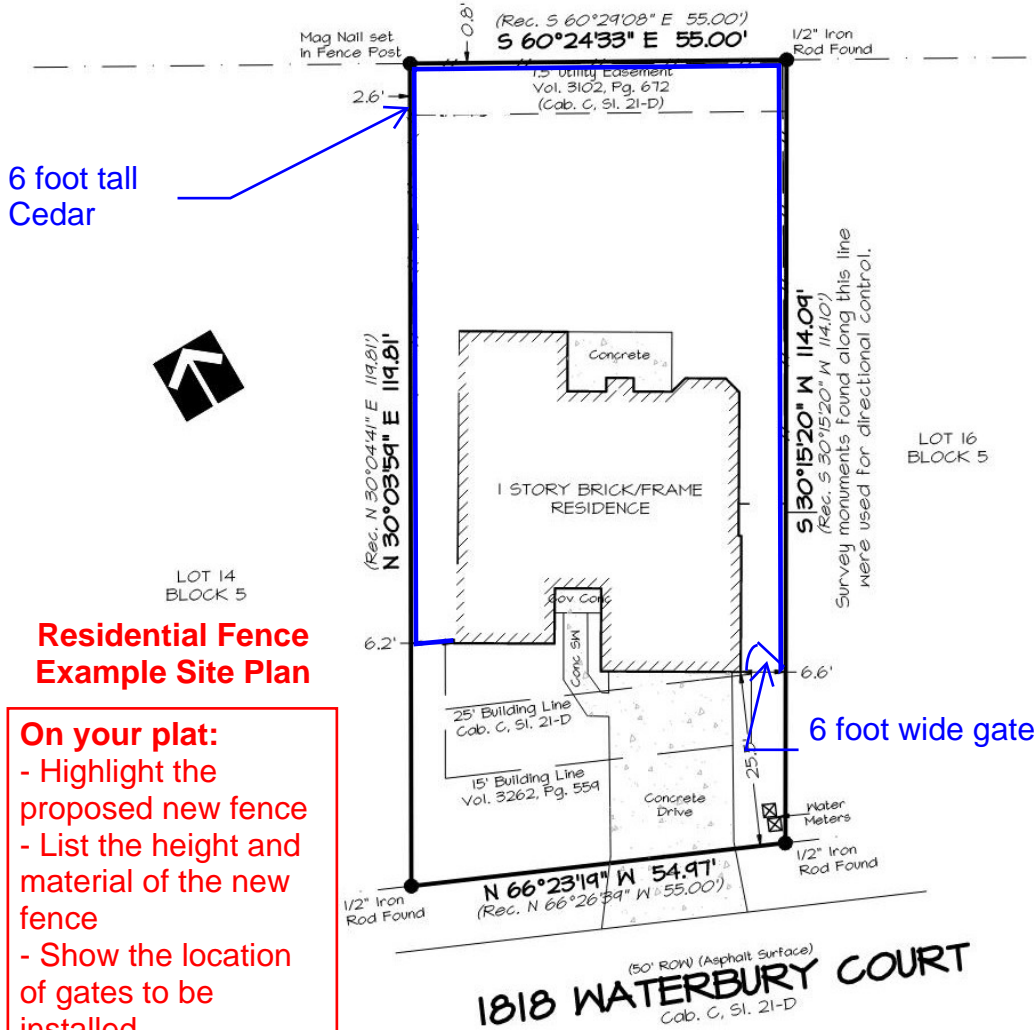 (Rec. S 60°29'08" E 55.00')
S 60°24'33" E 55.00'
0.8'
Mag Nail set
In Fence Post
1/2" Iron
Rod Found
7.5' Utility Easement
Vol. 3102, Pg. 672
(Cab. C, Sl. 21-D)
2.6'
6 foot tall
Cedar
(Rec. N 30°04'41" E 119.81')
N 30°03'59" E 119.81'
Concrete
1 STORY BRICK/FRAME
RESIDENCE
S 30°15'20" W 114.09'
(Rec. S 30°15'20" W 114.10')
Survey monuments found along this line
were used for directional control.
LOT 16
BLOCK 5
LOT 14
BLOCK 5
Residential Fence
Example Site Plan
6.2'
Cov Conc
Conc SW
6.6'
25' Building Line
Cab. C, Sl. 21-D
15' Building Line
Vol. 3262, Pg. 559
6 foot wide gate
Concrete
Drive
Water
Meters
1/2" Iron
Rod Found
On your plat:
- Highlight the
proposed new fence
- List the height and
material of the new
fence
- Show the location
of gates to be
installed
1/2" Iron
Rod Found
N 66°23'19" W 54.97'
(Rec. N 66°26'39" W 55.00')
(50' ROW) (Asphalt Surface)
1818 WATERBURY COURT
Cab. C, Sl. 21-D